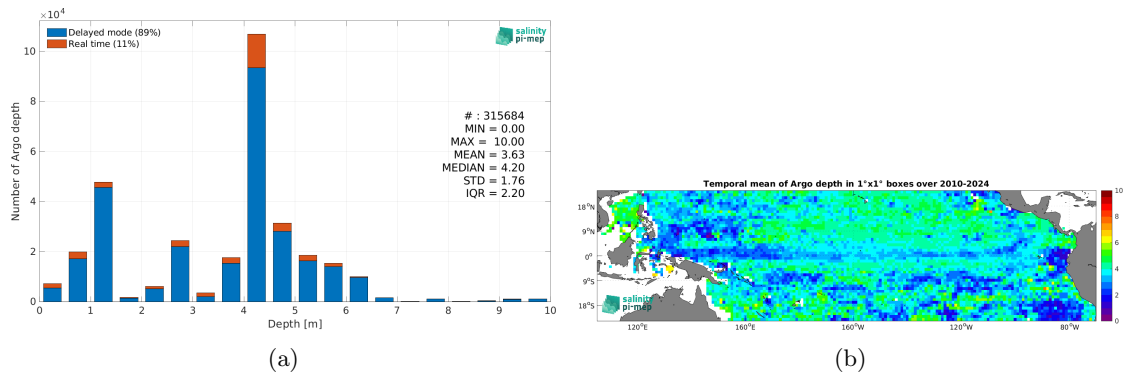 ×10⁴
Delayed mode (89%)
Real time (11%)
salinity
pi-mep
10
8
6
4
2
0
Number of Argo depth
# : 315684
MIN = 0.00
MAX = 10.00
MEAN = 3.63
MEDIAN = 4.20
STD = 1.76
IQR = 2.20
0 1 2 3 4 5 6 7 8 9 10
Depth [m]
(a)
Temporal mean of Argo depth in 1°x1° boxes over 2010-2024
18°N
9°N
0°
9°S
18°S
salinity
pi-mep
120°E 160°E 160°W 120°W 80°W
10
8
6
4
2
0
(b)